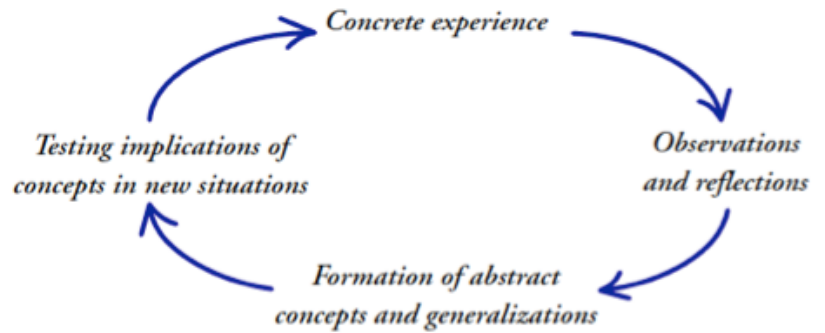 Concrete experience
Observations
and reflections
Formation of abstract
concepts and generalizations
Testing implications of
concepts in new situations